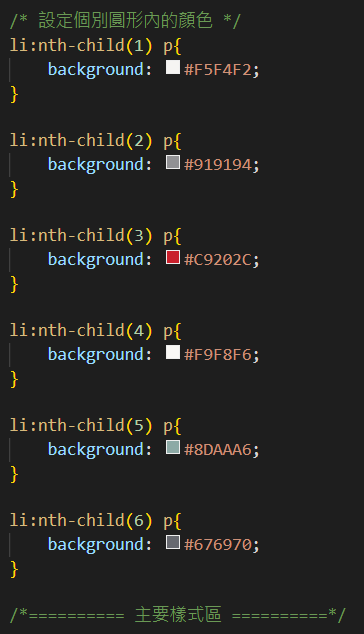 /* 設定個別圓形內的顏色 */
li:nth-child(1) p{
    background: #F5F4F2;
}

li:nth-child(2) p{
    background: #919194;
}

li:nth-child(3) p{
    background: #C9202C;
}

li:nth-child(4) p{
    background: #F9F8F6;
}

li:nth-child(5) p{
    background: #8DAAA6;
}

li:nth-child(6) p{
    background: #676970;
}

/*========== 主要樣式區 ==========*/